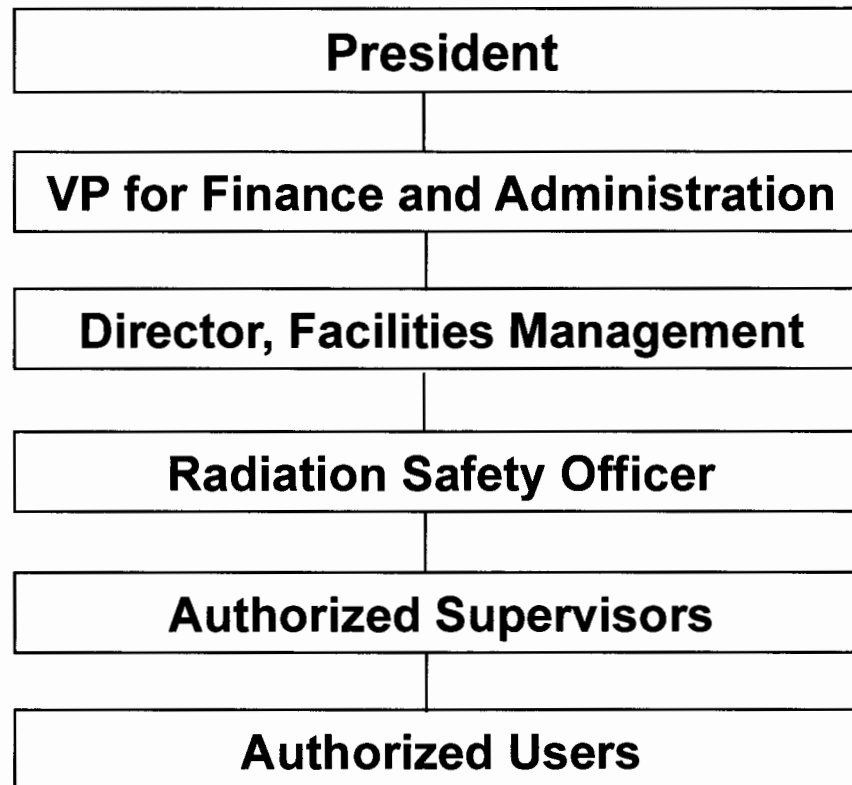 President
VP for Finance and Administration
Director, Facilities Management
Radiation Safety Officer
Authorized Supervisors
Authorized Users